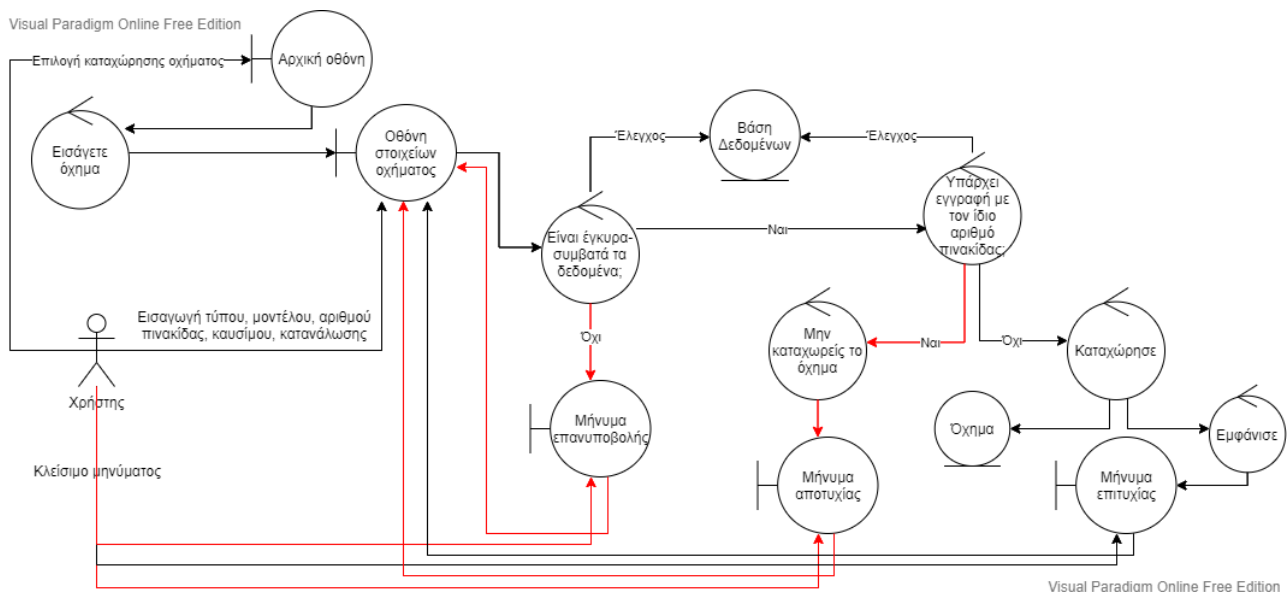 Visual Paradigm Online Free Edition
Επιλογή καταχώρησης οχήματος
Αρχική οθόνη
Εισάγετε
όχημα
Οθόνη
στοιχείων
οχήματος
Έλεγχος
Βάση
Δεδομένων
Έλεγχος
Υπάρχει
εγγραφή με
τον ίδιο
αριθμό
πινακίδας;
Είναι έγκυρα-
συμβατά τα
δεδομένα;
Ναι
Εισαγωγή τύπου, μοντέλου, αριθμού
πινακίδας, καυσίμου, κατανάλωσης
Χρήστης
Όχι
Μην
καταχωρείς το
όχημα
Ναι
Όχι
Καταχώρησε
Μήνυμα
επανυποβολής
Όχημα
Εμφάνισε
Κλείσιμο μηνύματος
Μήνυμα
αποτυχίας
Μήνυμα
επιτυχίας
Visual Paradigm Online Free Edition